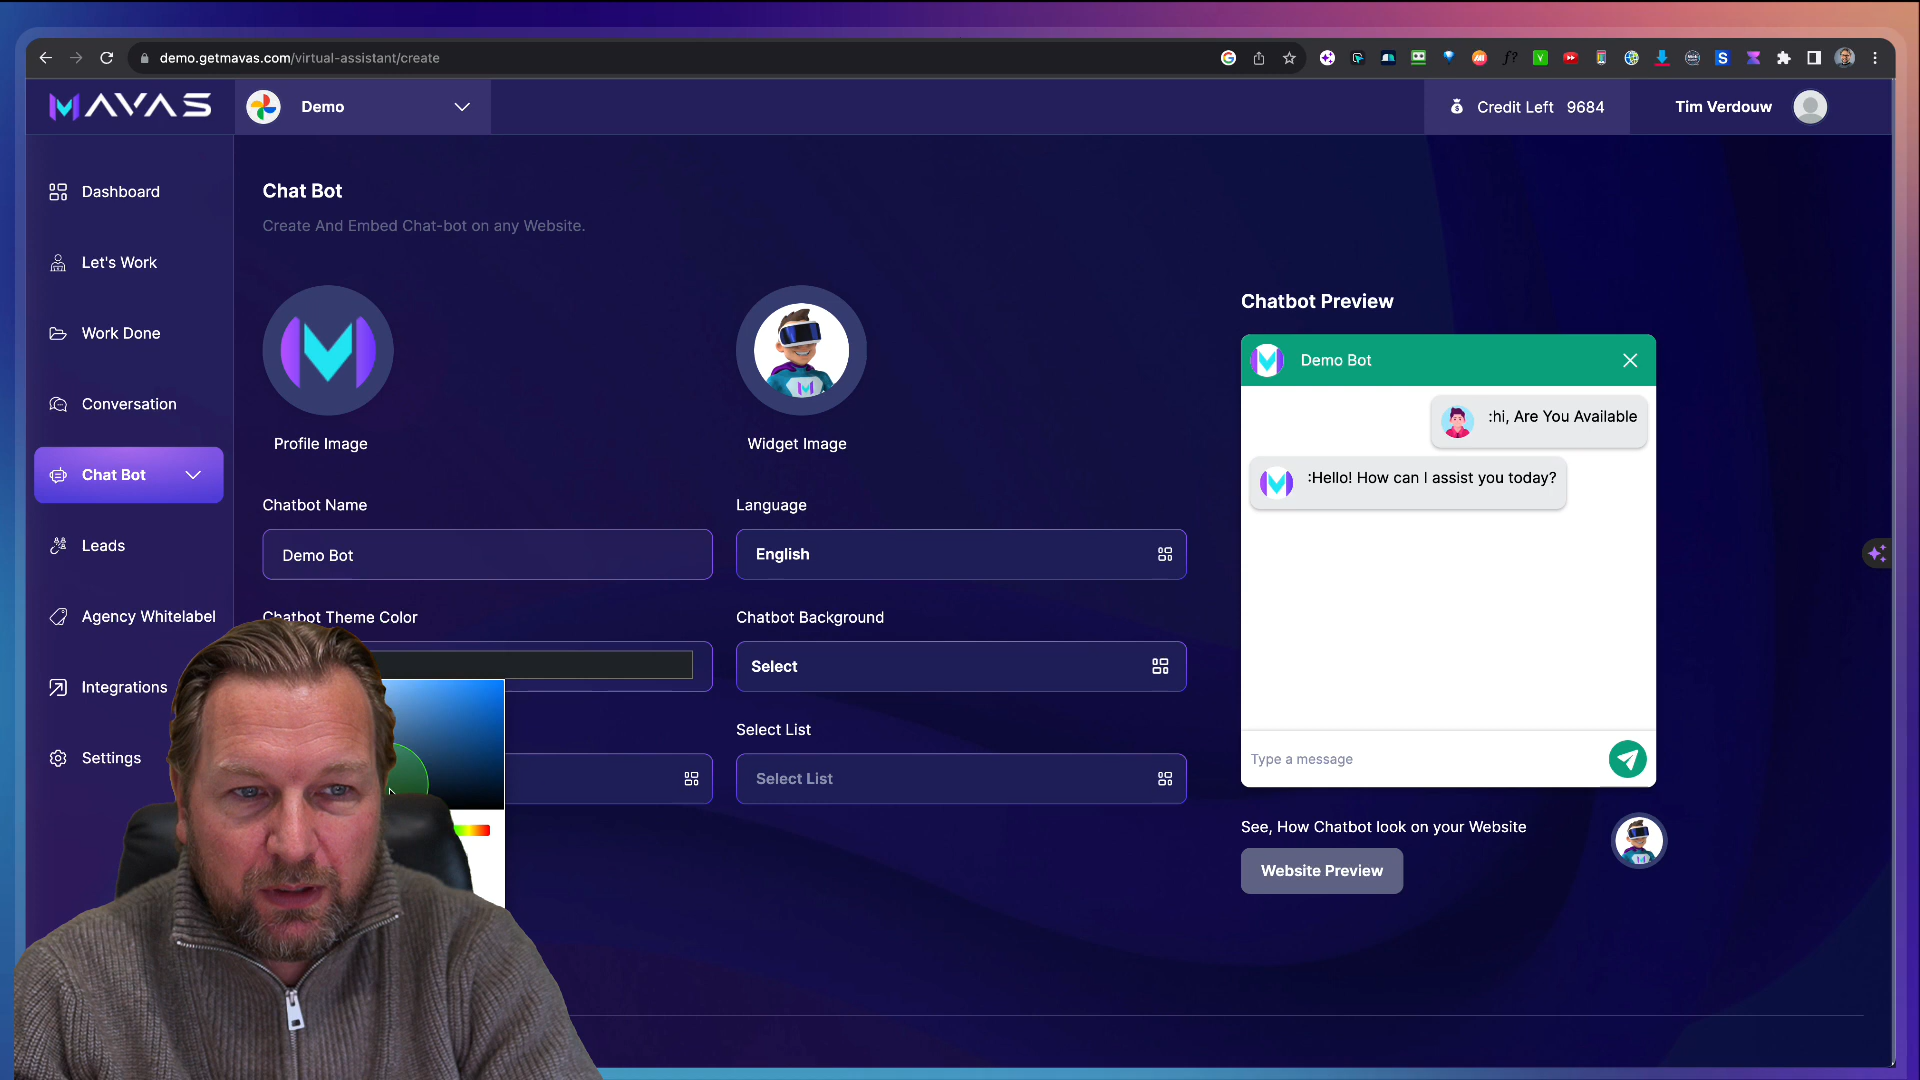 demo.getmavas.com/virtual-assistant/create
MAVAS
Demo
Credit Left 9684
Tim Verdouw
Dashboard
Let's Work
Work Done
Conversation
Chat Bot
Leads
Agency Whitelabel
Integrations
Settings
Chat Bot
Create And Embed Chat-bot on any Website.
Profile Image
Widget Image
Chatbot Name
Language
Demo Bot
English
Chatbot Theme Color
Chatbot Background
Select
Select List
Select List
Chatbot Preview
Demo Bot
:hi, Are You Available
:Hello! How can I assist you today?
Type a message
See, How Chatbot look on your Website
Website Preview